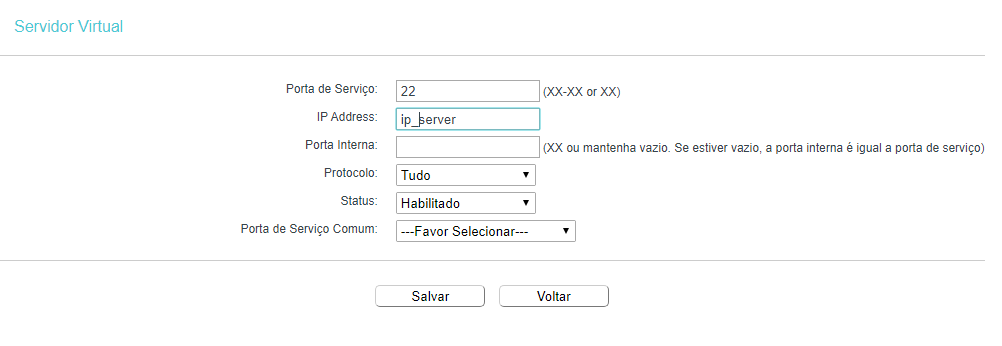 Servidor Virtual
Porta de Serviço: 22 (XX-XX or XX)
IP Address: ip_server
Porta Interna: (XX ou mantenha vazio. Se estiver vazio, a porta interna é igual a porta de serviço)
Protocolo: Tudo
Status: Habilitado
Porta de Serviço Comum: ---Favor Selecionar---
Salvar Voltar